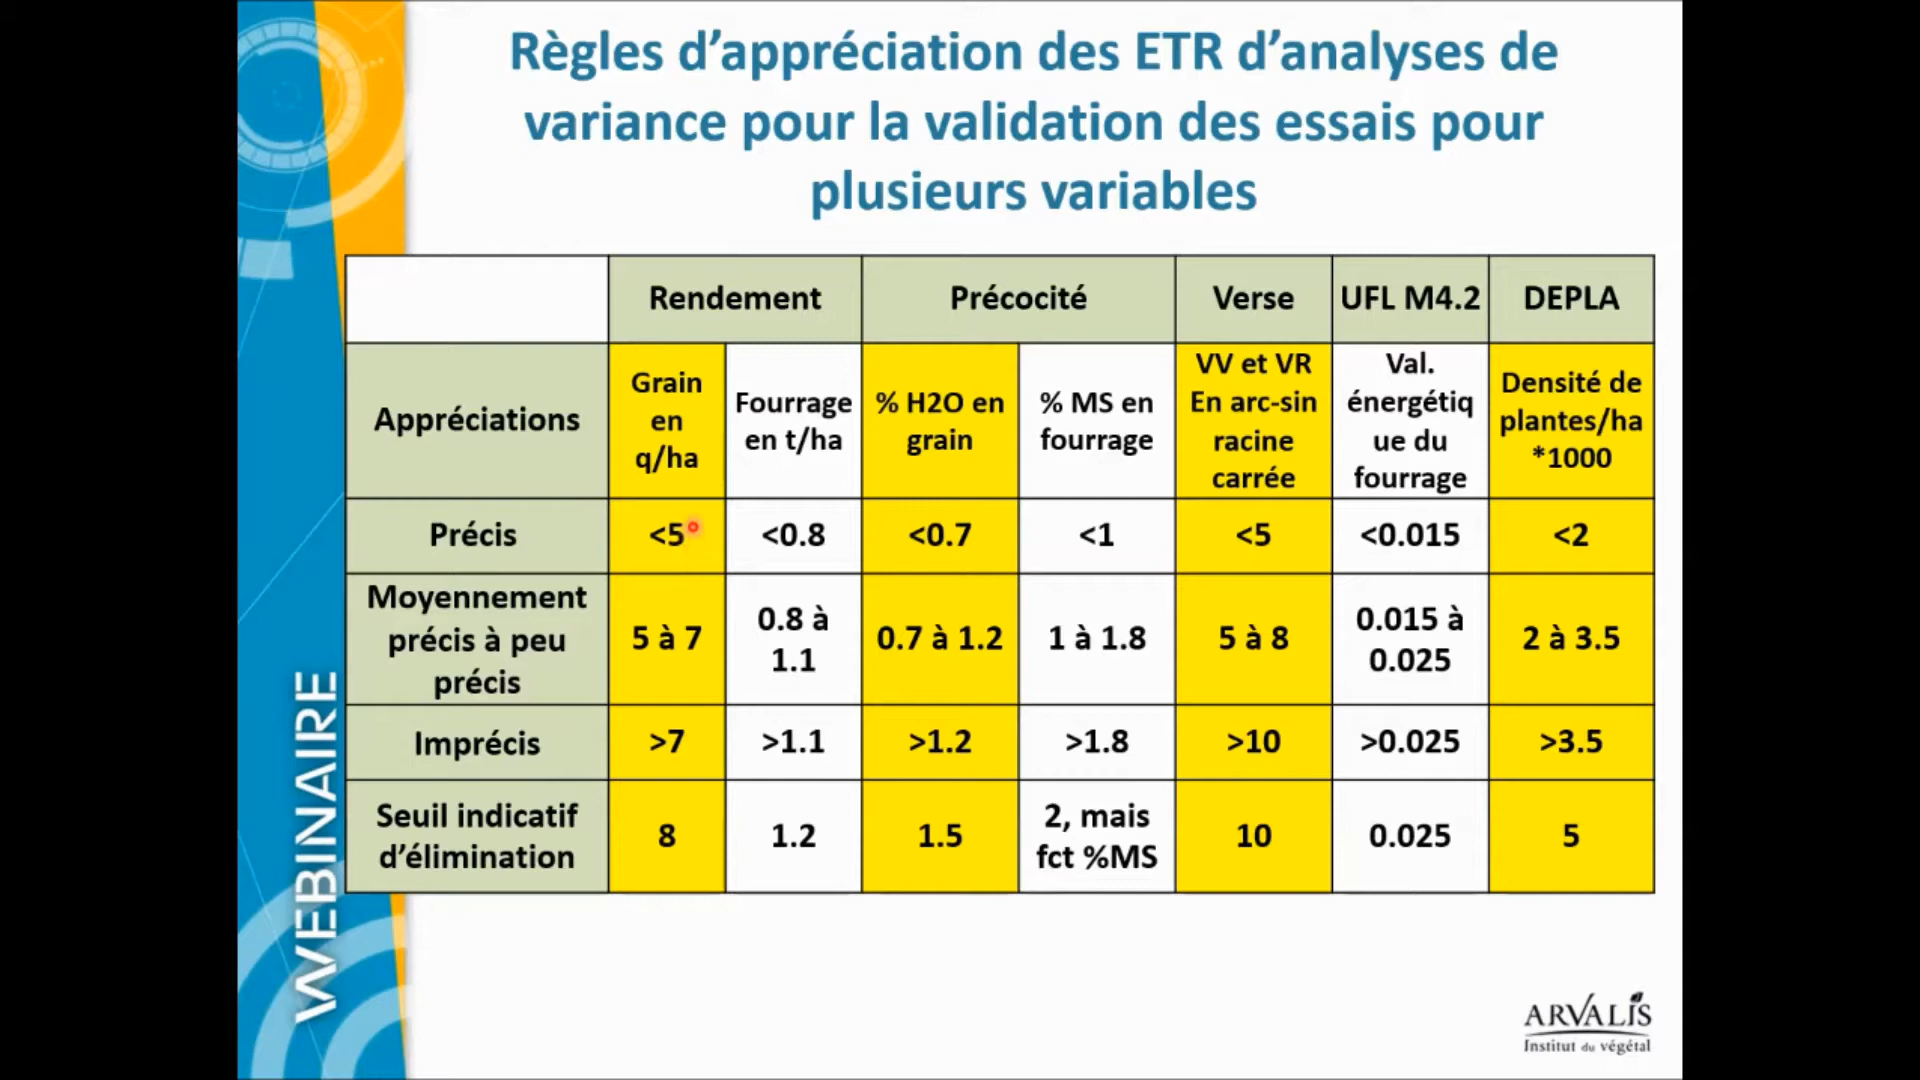 Règles d’appréciation des ETR d’analyses de
variance pour la validation des essais pour
plusieurs variables
Rendement
Précocité
Verse
UFL M4.2
DEPLA
Appréciations
Grain
en
q/ha
Fourrage
en t/ha
% H2O en
grain
% MS en
fourrage
VV et VR
En arc-sin
racine
carrée
Val.
énergétiq
ue du
fourrage
Densité de
plantes/ha
*1000
Précis
<5
<0.8
<0.7
<1
<5
<0.015
<2
Moyennement
précis à peu
précis
5 à 7
0.8 à
1.1
0.7 à 1.2
1 à 1.8
5 à 8
0.015 à
0.025
2 à 3.5
Imprécis
>7
>1.1
>1.2
>1.8
>10
>0.025
>3.5
Seuil indicatif
d’élimination
8
1.2
1.5
2, mais
fct %MS
10
0.025
5
WEBINAIRE
ARVALIS
Institut du végétal